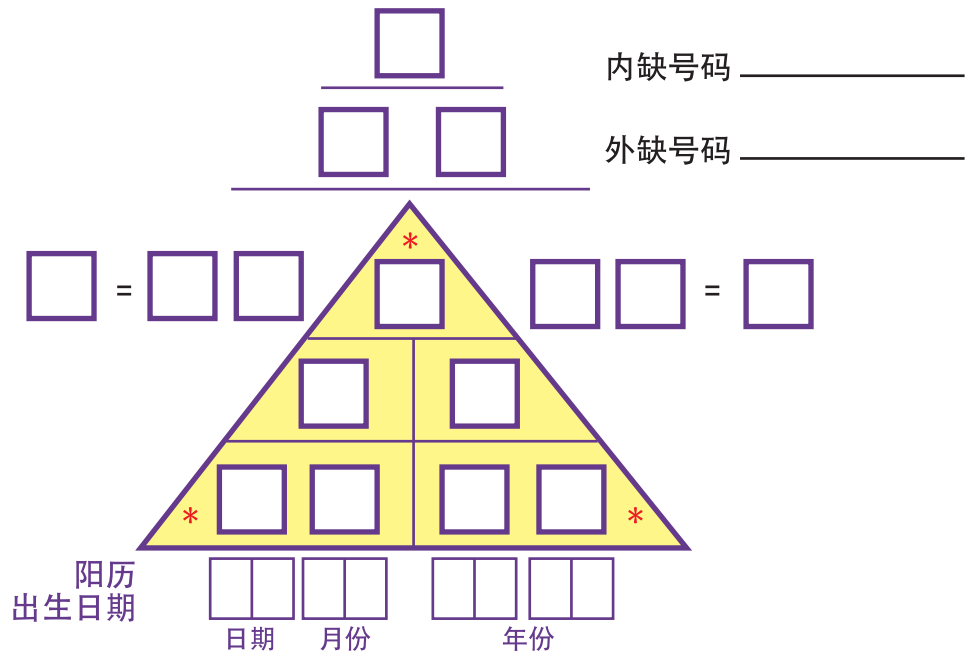 内缺号码
外缺号码
*
= =
* *
阳历
出生日期
日期 月份 年份